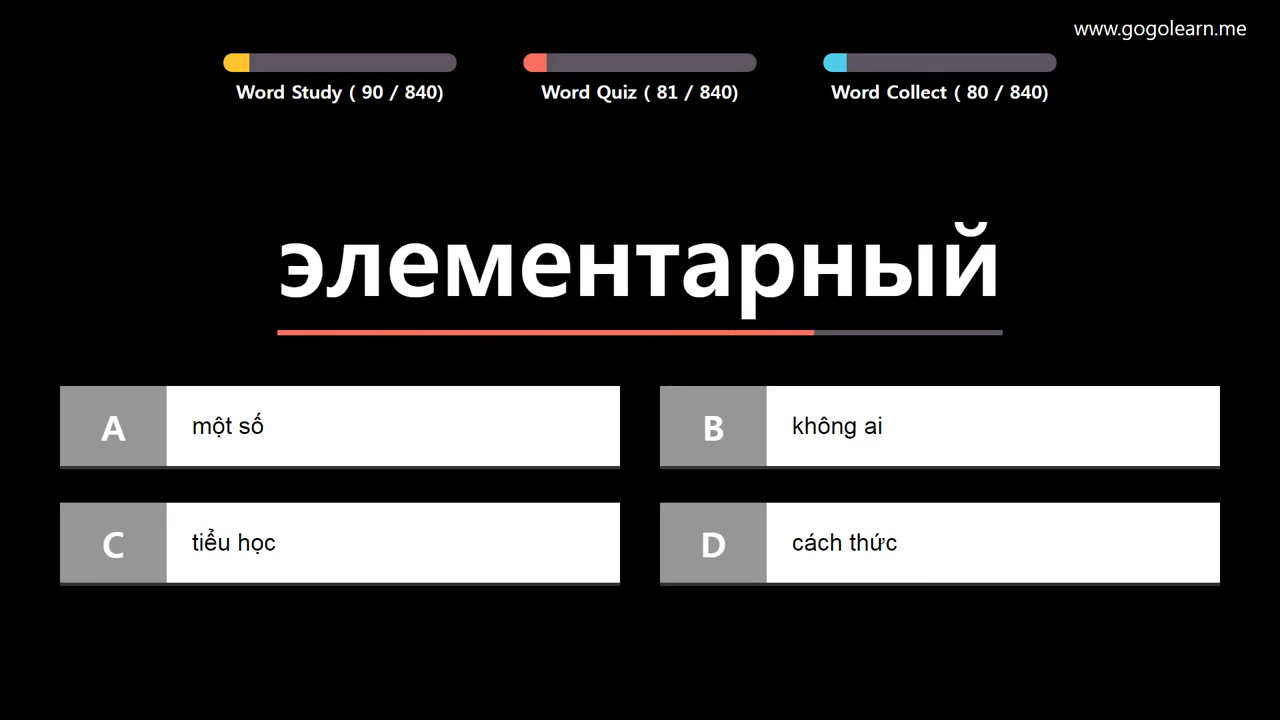 www.gogolearn.me
Word Study ( 90 / 840)
Word Quiz ( 81 / 840)
Word Collect ( 80 / 840)
элементарный
A một số
B không ai
C tiểu học
D cách thức